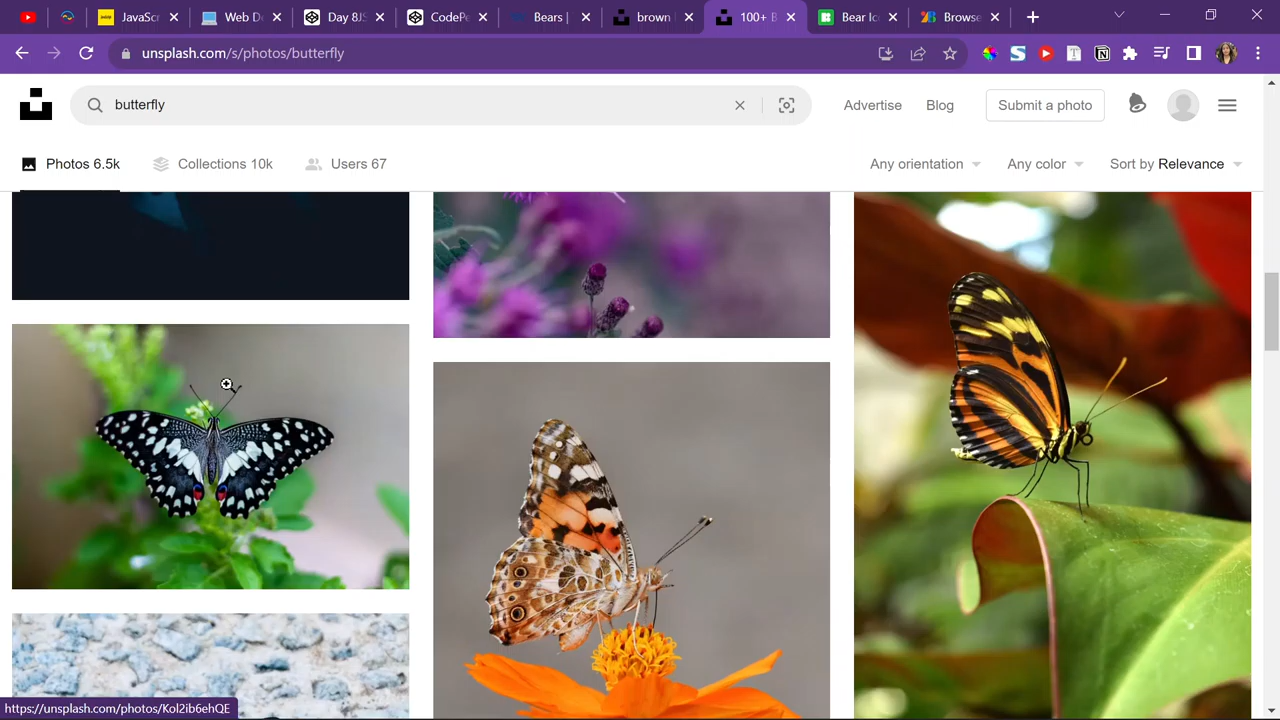 JavaScr
Web D
Day 8JS
CodeP
Bears |
brown
100+ B
Bear Ic
Browse
unsplash.com/s/photos/butterfly
butterfly
Advertise
Blog
Submit a photo
Photos 6.5k
Collections 10k
Users 67
Any orientation
Any color
Sort by Relevance
https://unsplash.com/photos/Kol2ib6ehQE